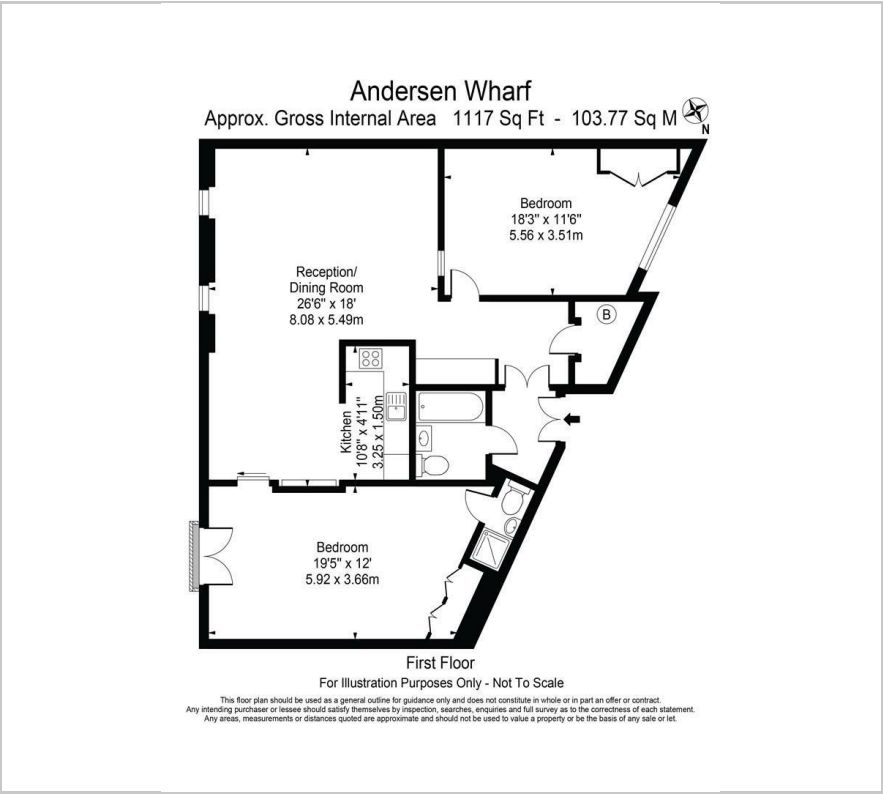 Andersen Wharf
Approx. Gross Internal Area 1117 Sq Ft - 103.77 Sq M
N
Bedroom
18'3" x 11'6"
5.56 x 3.51m
Reception/
Dining Room
26'6" x 18'
8.08 x 5.49m
B
Kitchen
10'8" x 4'11"
3.25 x 1.50m
Bedroom
19'5" x 12'
5.92 x 3.66m
First Floor
For Illustration Purposes Only - Not To Scale
This floor plan should be used as a general outline for guidance only and does not constitute in whole or in part an offer or contract.
Any intending purchaser or lessee should satisfy themselves by inspection, searches, enquiries and full survey as to the correctness of each statement.
Any areas, measurements or distances quoted are approximate and should not be used to value a property or be the basis of any sale or let.